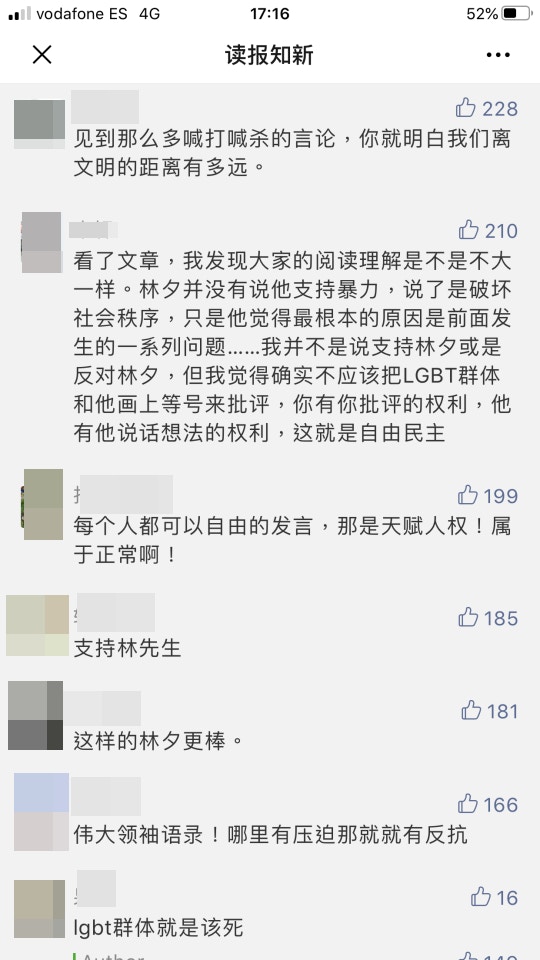 vodafone ES 4G 17:16 52%
读报知新
228
见到那么多喊打喊杀的言论，你就明白我们离
文明的距离有多远。
210
看了文章，我发现大家的阅读理解是不是不大
一样。林夕并没有说他支持暴力，说了是破坏
社会秩序，只是他觉得最根本的原因是前面发
生的一系列问题……我并不是说支持林夕或是
反对林夕，但我觉得确实不应该把LGBT群体
和他画上等号来批评，你有你批评的权利，他
有他说话想法的权利，这就是自由民主
199
每个人都可以自由的发言，那是天赋人权！属
于正常啊！
185
支持林先生
181
这样的林夕更棒。
166
伟大领袖语录！哪里有压迫那就就有反抗
16
lgbt群体就是该死
Author